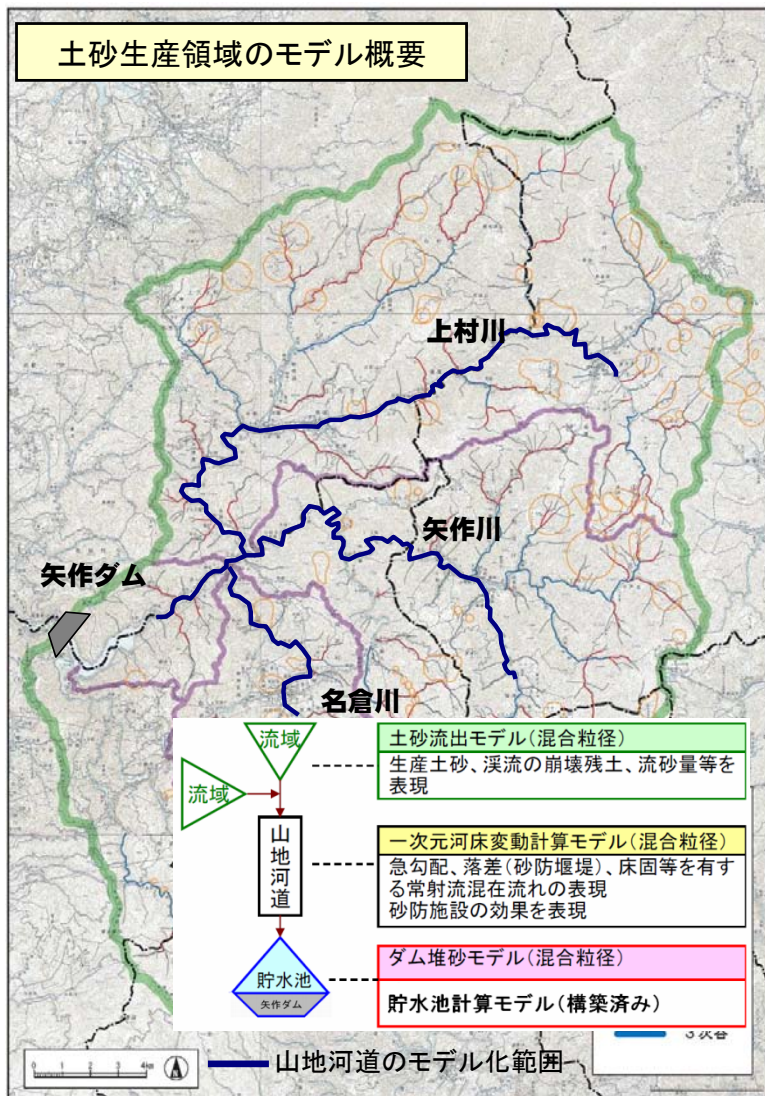 土砂生産領域のモデル概要
上村川
矢作川
矢作ダム
名倉川
流域
流域
山地河道
貯水池
矢作ダム
土砂流出モデル(混合粒径)
生産土砂、渓流の崩壊残土、流砂量等を
表現
一次元河床変動計算モデル(混合粒径)
急勾配、落差(砂防堰堤)、床固等を有す
る常射流混在流れの表現
砂防施設の効果を表現
ダム堆砂モデル(混合粒径)
貯水池計算モデル(構築済み)
3次谷
0 1 2 3 4km
山地河道のモデル化範囲